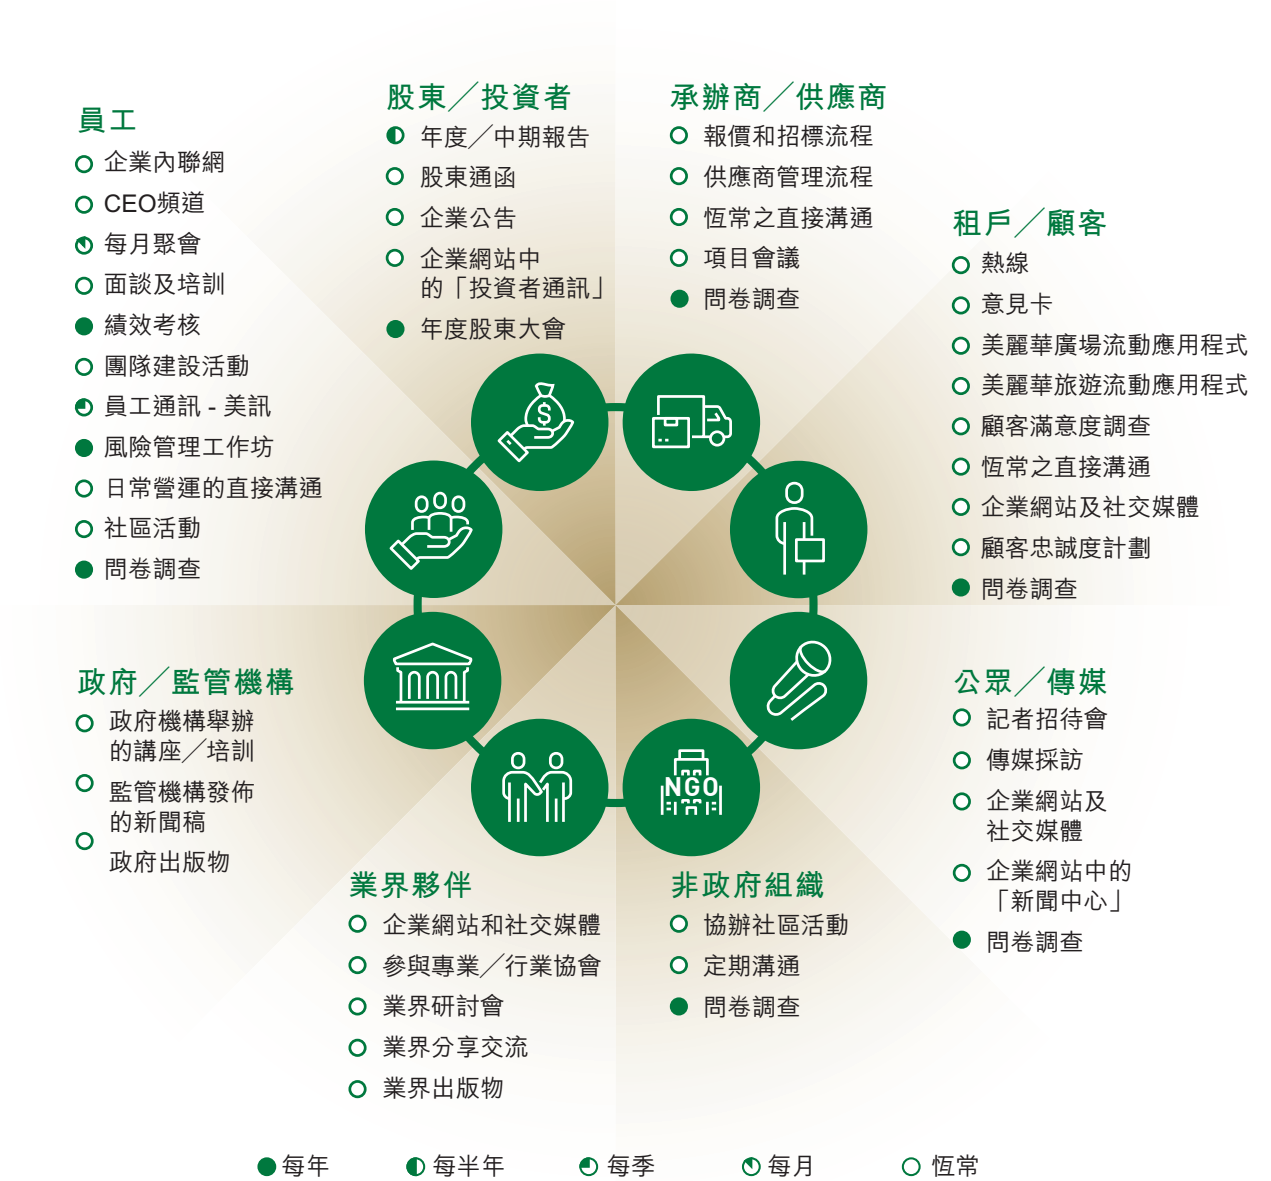 員工
企業內聯網
CEO頻道
每月聚會
面談及培訓
績效考核
團隊建設活動
員工通訊 - 美訊
風險管理工作坊
日常營運的直接溝通
社區活動
問卷調查
股東／投資者
年度／中期報告
股東通函
企業公告
企業網站中
的「投資者通訊」
年度股東大會
承辦商／供應商
報價和招標流程
供應商管理流程
恆常之直接溝通
項目會議
問卷調查
租戶／顧客
熱線
意見卡
美麗華廣場流動應用程式
美麗華旅遊流動應用程式
顧客滿意度調查
恆常之直接溝通
企業網站及社交媒體
顧客忠誠度計劃
問卷調查
政府／監管機構
政府機構舉辦
的講座／培訓
監管機構發佈
的新聞稿
政府出版物
業界夥伴
企業網站和社交媒體
參與專業／行業協會
業界研討會
業界分享交流
業界出版物
NGO
非政府組織
協辦社區活動
定期溝通
問卷調查
公眾／傳媒
記者招待會
傳媒採訪
企業網站及
社交媒體
企業網站中的
「新聞中心」
問卷調查
每年 每半年 每季 每月 恆常